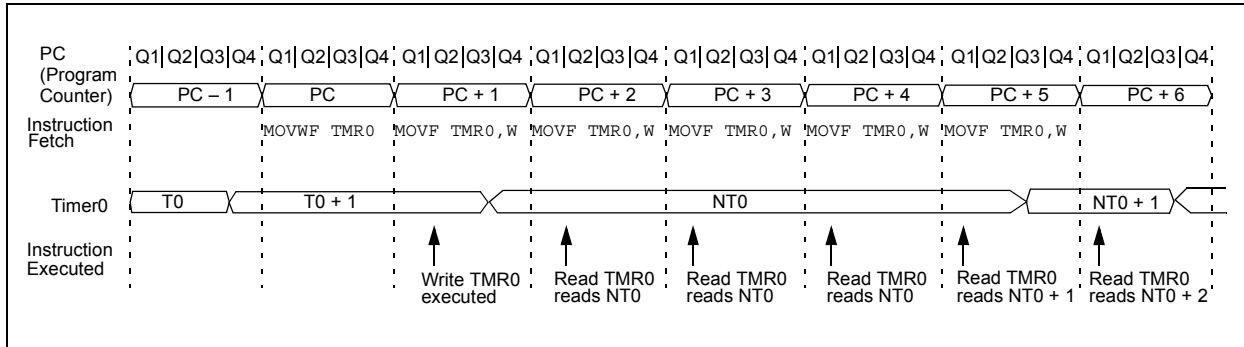 PC
(Program
Counter)
Q1 Q2 Q3 Q4 Q1 Q2 Q3 Q4 Q1 Q2 Q3 Q4 Q1 Q2 Q3 Q4 Q1 Q2 Q3 Q4 Q1 Q2 Q3 Q4 Q1 Q2 Q3 Q4 Q1 Q2 Q3 Q4
PC – 1 PC PC + 1 PC + 2 PC + 3 PC + 4 PC + 5 PC + 6
Instruction
Fetch
MOVWF TMR0 MOVF TMR0,W MOVF TMR0,W MOVF TMR0,W MOVF TMR0,W MOVF TMR0,W
Timer0
T0 T0 + 1 NT0 NT0 + 1
Instruction
Executed
Write TMR0
executed
Read TMR0
reads NT0
Read TMR0
reads NT0
Read TMR0
reads NT0
Read TMR0
reads NT0 + 1
Read TMR0
reads NT0 + 2